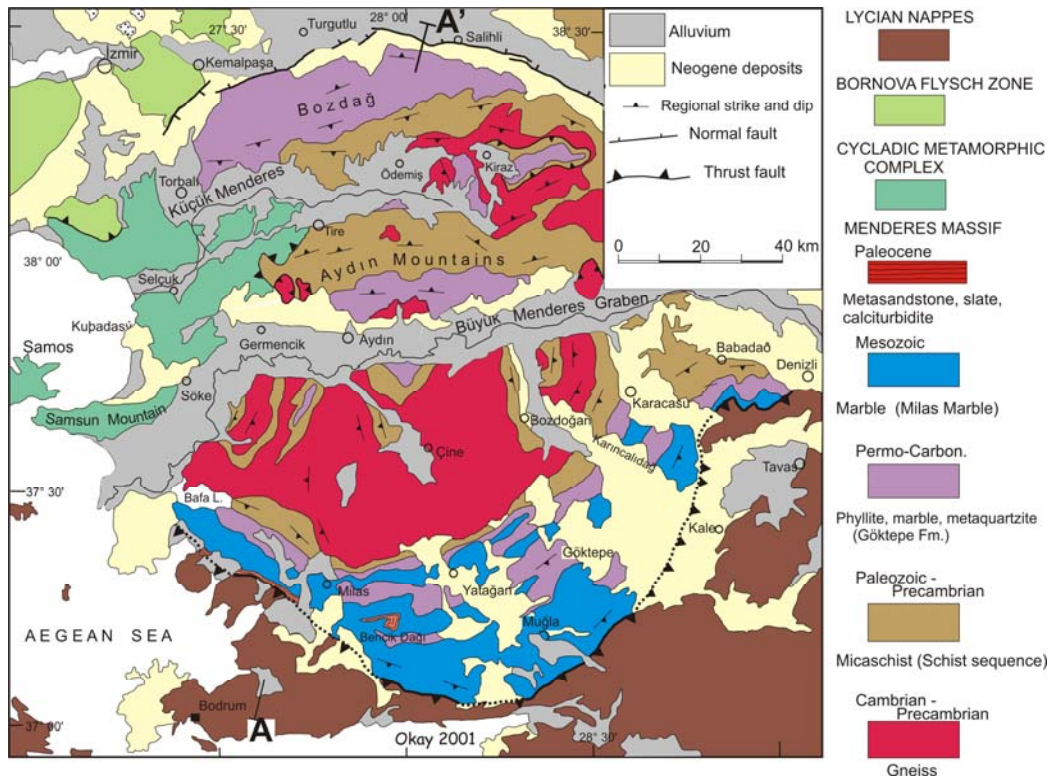 27° 30'
28° 00'
A'
38° 30'
Turgutlu
Salihli
İzmir
Kemalpaşa
Bozdağ
Torbalı
Küçük Menderes
Ödemiş
Kiraz
Tire
38° 00'
Aydın Mountains
Selçuk
Kuþadasý
Büyük Menderes Graben
Germencik
Aydın
Samos
Babadað
Denizli
Söke
Samsun Mountain
Karacasu
Bozdoğan
Karıncalıdag
Çine
Tavas
37° 30'
Bafa L.
Kale
Göktepe
Milas
Yatağan
AEGEAN SEA
Bençik Dağı
Muğla
Bodrum
37° 00'
A
Okay 2001
28° 30'
Alluvium
Neogene deposits
Regional strike and dip
Normal fault
Thrust fault
0 20 40 km
LYCIAN NAPPES
BORNOVA FLYSCH ZONE
CYCLADIC METAMORPHIC
COMPLEX
MENDERES MASSIF
Paleocene
Metasandstone, slate,
calciturbidite
Mesozoic
Marble (Milas Marble)
Permo-Carbon.
Phyllite, marble, metaquartzite
(Göktepe Fm.)
Paleozoic -
Precambrian
Micaschist (Schist sequence)
Cambrian -
Precambrian
Gneiss